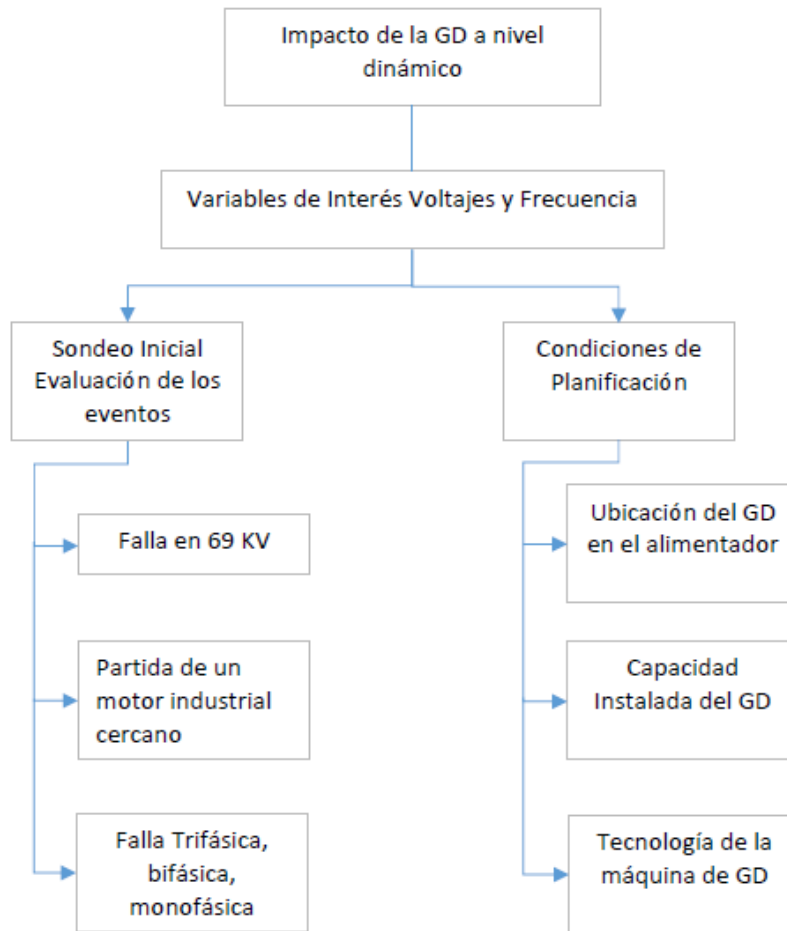 Impacto de la GD a nivel
dinámico
Variables de Interés Voltajes y Frecuencia
Sondeo Inicial
Evaluación de los
eventos
Condiciones de
Planificación
Falla en 69 KV
Partida de un
motor industrial
cercano
Falla Trifásica,
bifásica,
monofásica
Ubicación del GD
en el alimentador
Capacidad
Instalada del GD
Tecnología de la
máquina de GD